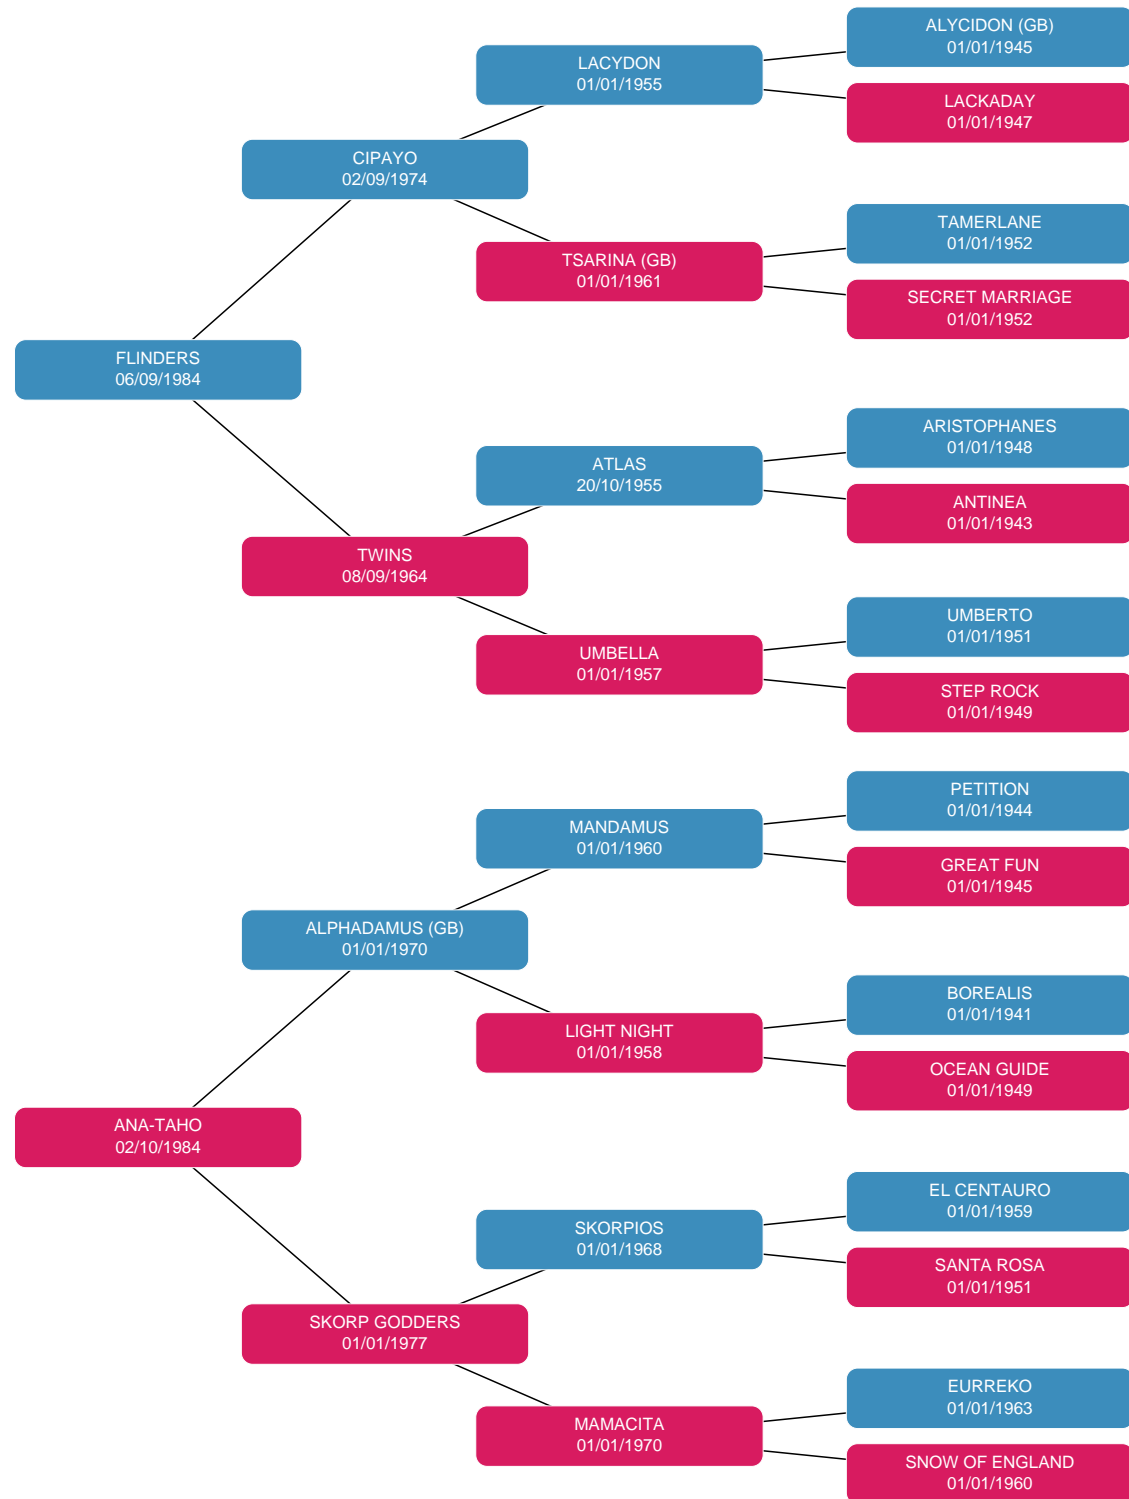 ALYCIDON (GB)
01/01/1945
LACYDON
01/01/1955
LACKADAY
01/01/1947
CIPAYO
02/09/1974
TAMERLANE
01/01/1952
TSARINA (GB)
01/01/1961
SECRET MARRIAGE
01/01/1952
FLINDERS
06/09/1984
ARISTOPHANES
01/01/1948
ATLAS
20/10/1955
ANTINEA
01/01/1943
TWINS
08/09/1964
UMBERTO
01/01/1951
UMBELLA
01/01/1957
STEP ROCK
01/01/1949
PETITION
01/01/1944
MANDAMUS
01/01/1960
GREAT FUN
01/01/1945
ALPHADAMUS (GB)
01/01/1970
BOREALIS
01/01/1941
LIGHT NIGHT
01/01/1958
OCEAN GUIDE
01/01/1949
ANA-TAHO
02/10/1984
EL CENTAURO
01/01/1959
SKORPIOS
01/01/1968
SANTA ROSA
01/01/1951
SKORP GODDERS
01/01/1977
EURREKO
01/01/1963
MAMACITA
01/01/1970
SNOW OF ENGLAND
01/01/1960